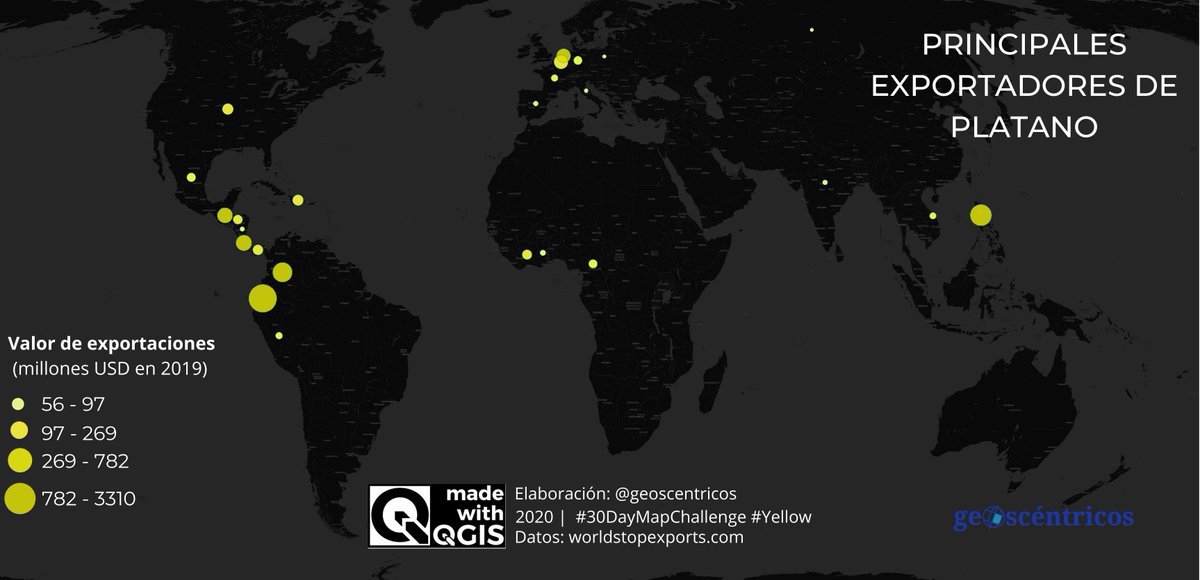 PRINCIPALES
EXPORTADORES DE
PLATANO
Valor de exportaciones
(millones USD en 2019)
56 - 97
97 - 269
269 - 782
782 - 3310
made
with
QGIS
Elaboración: @geoscentricos
2020 | #30DayMapChallenge #Yellow
Datos: worldstopexports.com
geoscéntricos